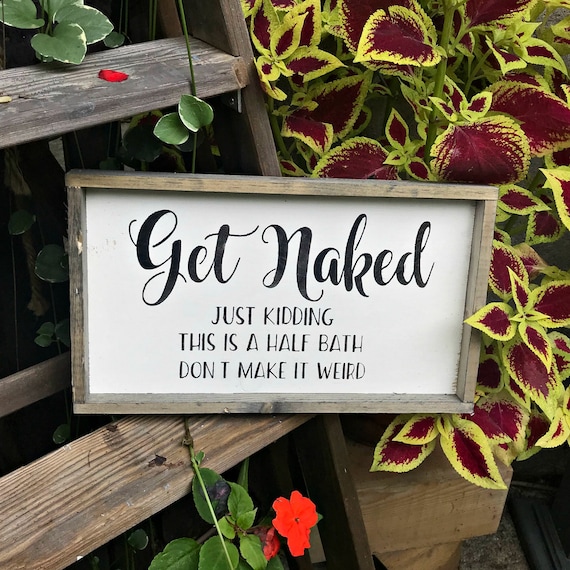 Get Naked
JUST KIDDING
THIS IS A HALF BATH
DON T MAKE IT WEIRD